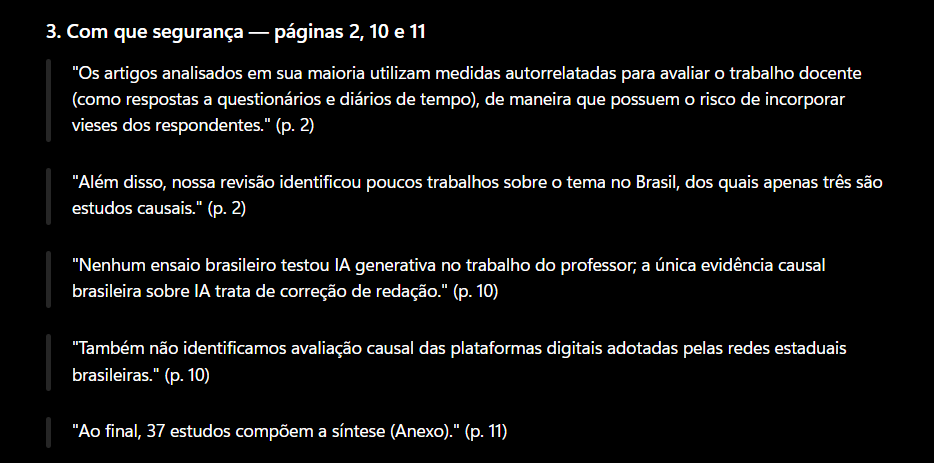 3. Com que segurança — páginas 2, 10 e 11
"Os artigos analisados em sua maioria utilizam medidas autorrelatadas para avaliar o trabalho docente
(como respostas a questionários e diários de tempo), de maneira que possuem o risco de incorporar
vieses dos respondentes." (p. 2)
"Além disso, nossa revisão identificou poucos trabalhos sobre o tema no Brasil, dos quais apenas três são
estudos causais." (p. 2)
"Nenhum ensaio brasileiro testou IA generativa no trabalho do professor; a única evidência causal
brasileira sobre IA trata de correção de redação." (p. 10)
"Também não identificamos avaliação causal das plataformas digitais adotadas pelas redes estaduais
brasileiras." (p. 10)
"Ao final, 37 estudos compõem a síntese (Anexo)." (p. 11)